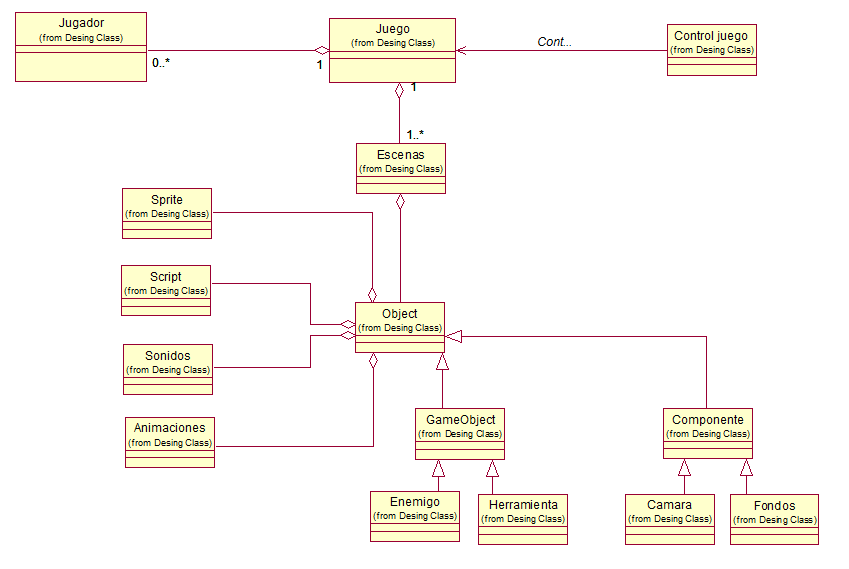 Jugador
(from Desing Class)
0..*
1
Juego
(from Desing Class)
1
Cont...
Control juego
(from Desing Class)
1..*
Escenas
(from Desing Class)
Sprite
(from Desing Class)
Script
(from Desing Class)
Object
(from Desing Class)
Sonidos
(from Desing Class)
Animaciones
(from Desing Class)
GameObject
(from Desing Class)
Componente
(from Desing Class)
Enemigo
(from Desing Class)
Herramienta
(from Desing Class)
Camara
(from Desing Class)
Fondos
(from Desing Class)